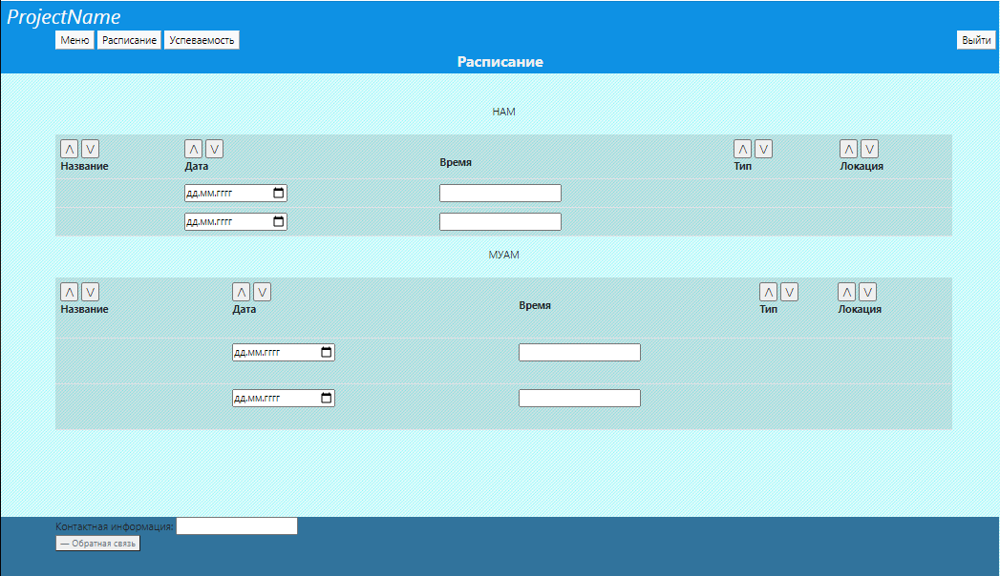 ProjectName
Меню Расписание Успеваемость Выйти
Расписание
НАМ
⋀ ⋁ ⋀ ⋁ ⋀ ⋁ ⋀ ⋁
Название Дата Время Тип Локация
дд.мм.гггг
дд.мм.гггг
МУАМ
⋀ ⋁ ⋀ ⋁ ⋀ ⋁ ⋀ ⋁
Название Дата Время Тип Локация
дд.мм.гггг
дд.мм.гггг
Контактная информация:
— Обратная связь